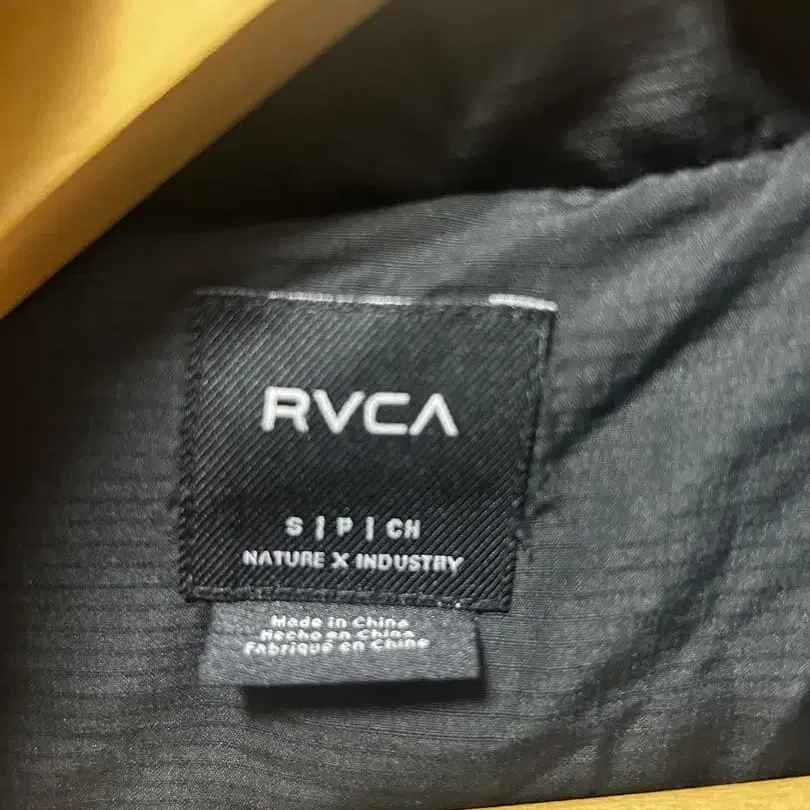 RVCA
S | P | CH
NATURE X INDUSTRY
Made in China
Hecho en China
Fabriqué en Chine